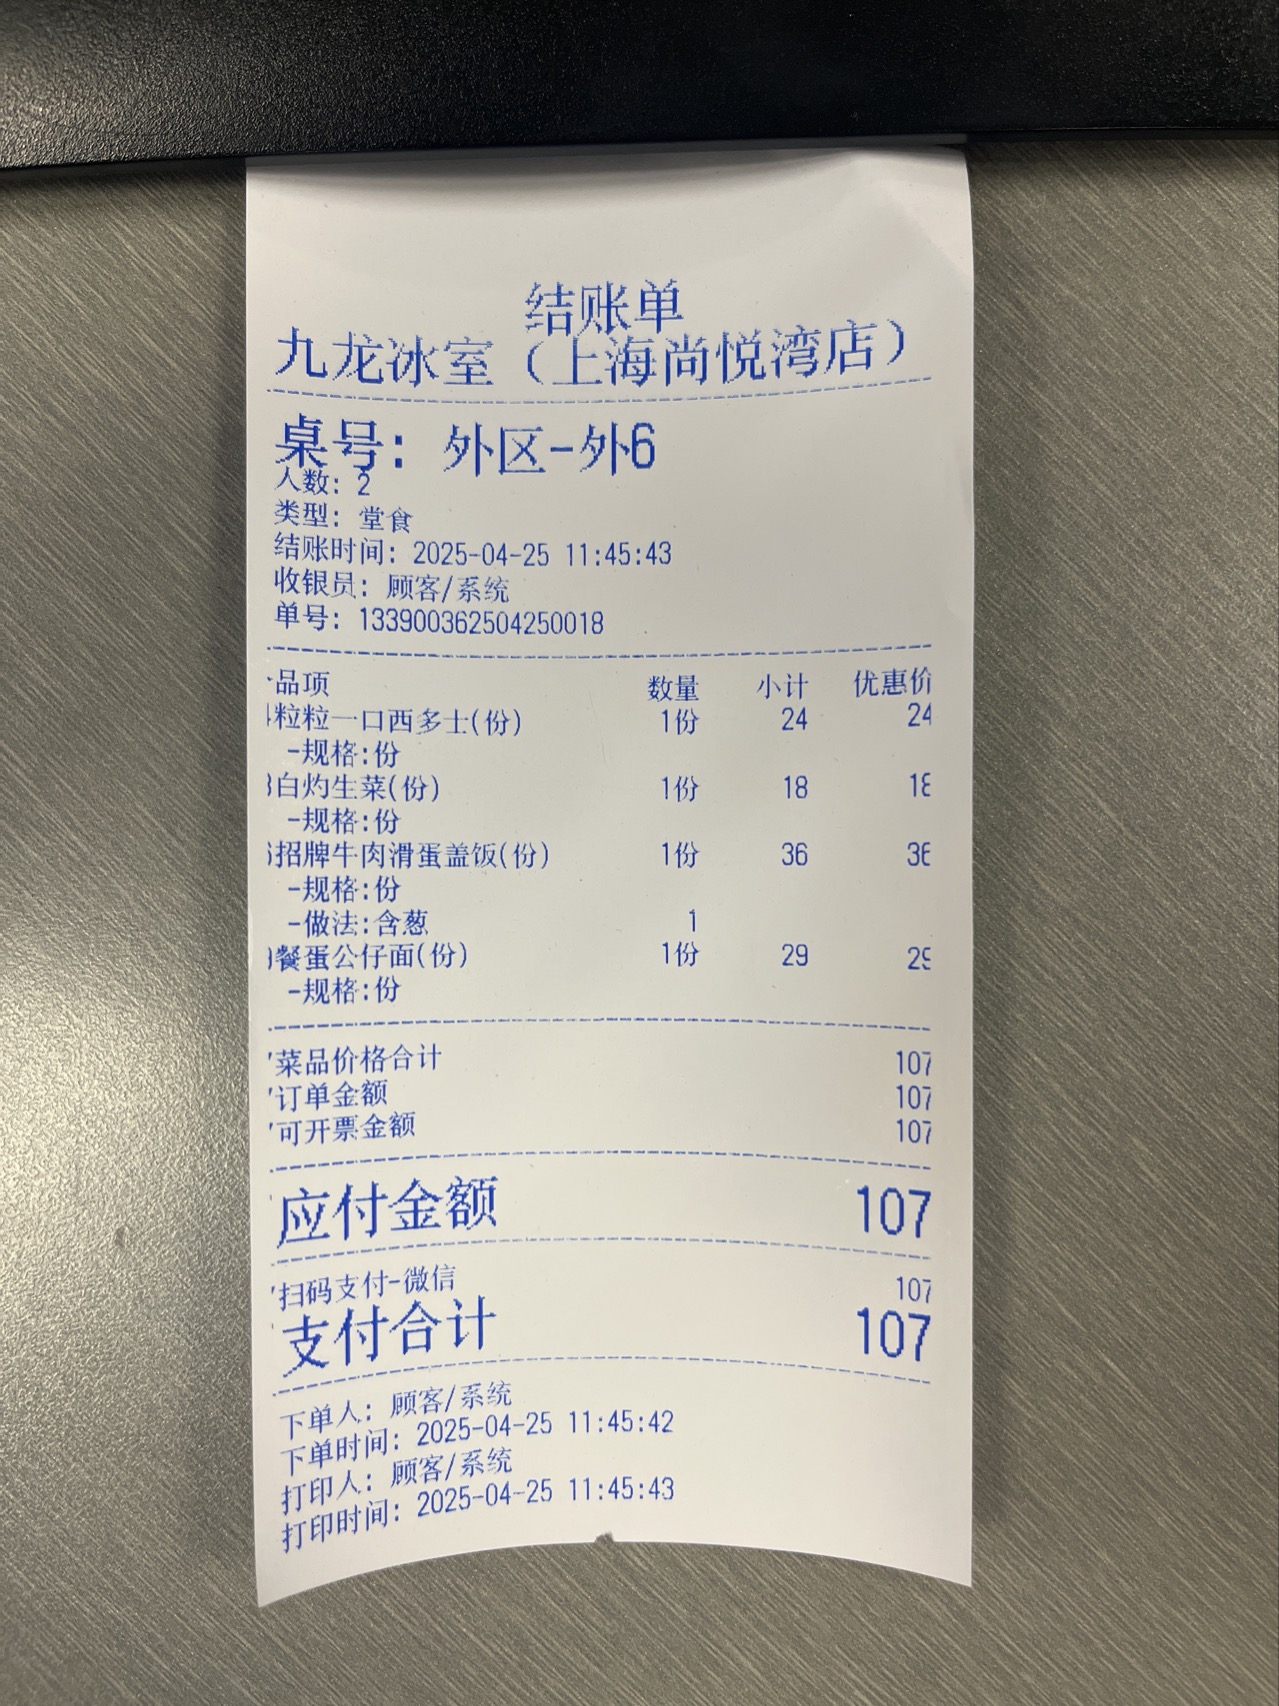 结账单
九龙冰室（上海尚悦湾店）
桌号：外区-外6
人数：2
类型：堂食
结账时间：2025-04-25 11:45:43
收银员：顾客/系统
单号：133900362504250018
品项 数量 小计 优惠价
粒粒一口西多士(份) 1份 24 24
-规格:份
白灼生菜(份) 1份 18 18
-规格:份
招牌牛肉滑蛋盖饭(份) 1份 36 36
-规格:份
-做法:含葱 1
餐蛋公仔面(份) 1份 29 29
-规格:份
菜品价格合计 107
订单金额 107
可开票金额 107
应付金额 107
扫码支付-微信 107
支付合计 107
下单人：顾客/系统
下单时间：2025-04-25 11:45:42
打印人：顾客/系统
打印时间：2025-04-25 11:45:43